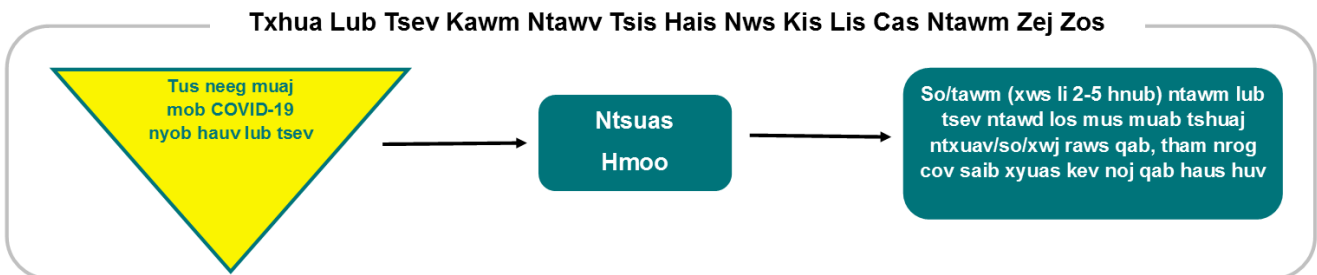 Txhua Lub Tsev Kawm Ntawv Tsis Hais Nws Kis Lis Cas Ntawm Zej Zos
Tus neeg muaj
mob COVID-19
nyob hauv lub tsev
Ntsuas
Hmoo
So/tawm (xws li 2-5 hnub) ntawm lub
tsev ntawd los mus muab tshuaj
ntxuav/so/xwj raws qab, tham nrog
cov saib xyuas kev noj qab haus huv